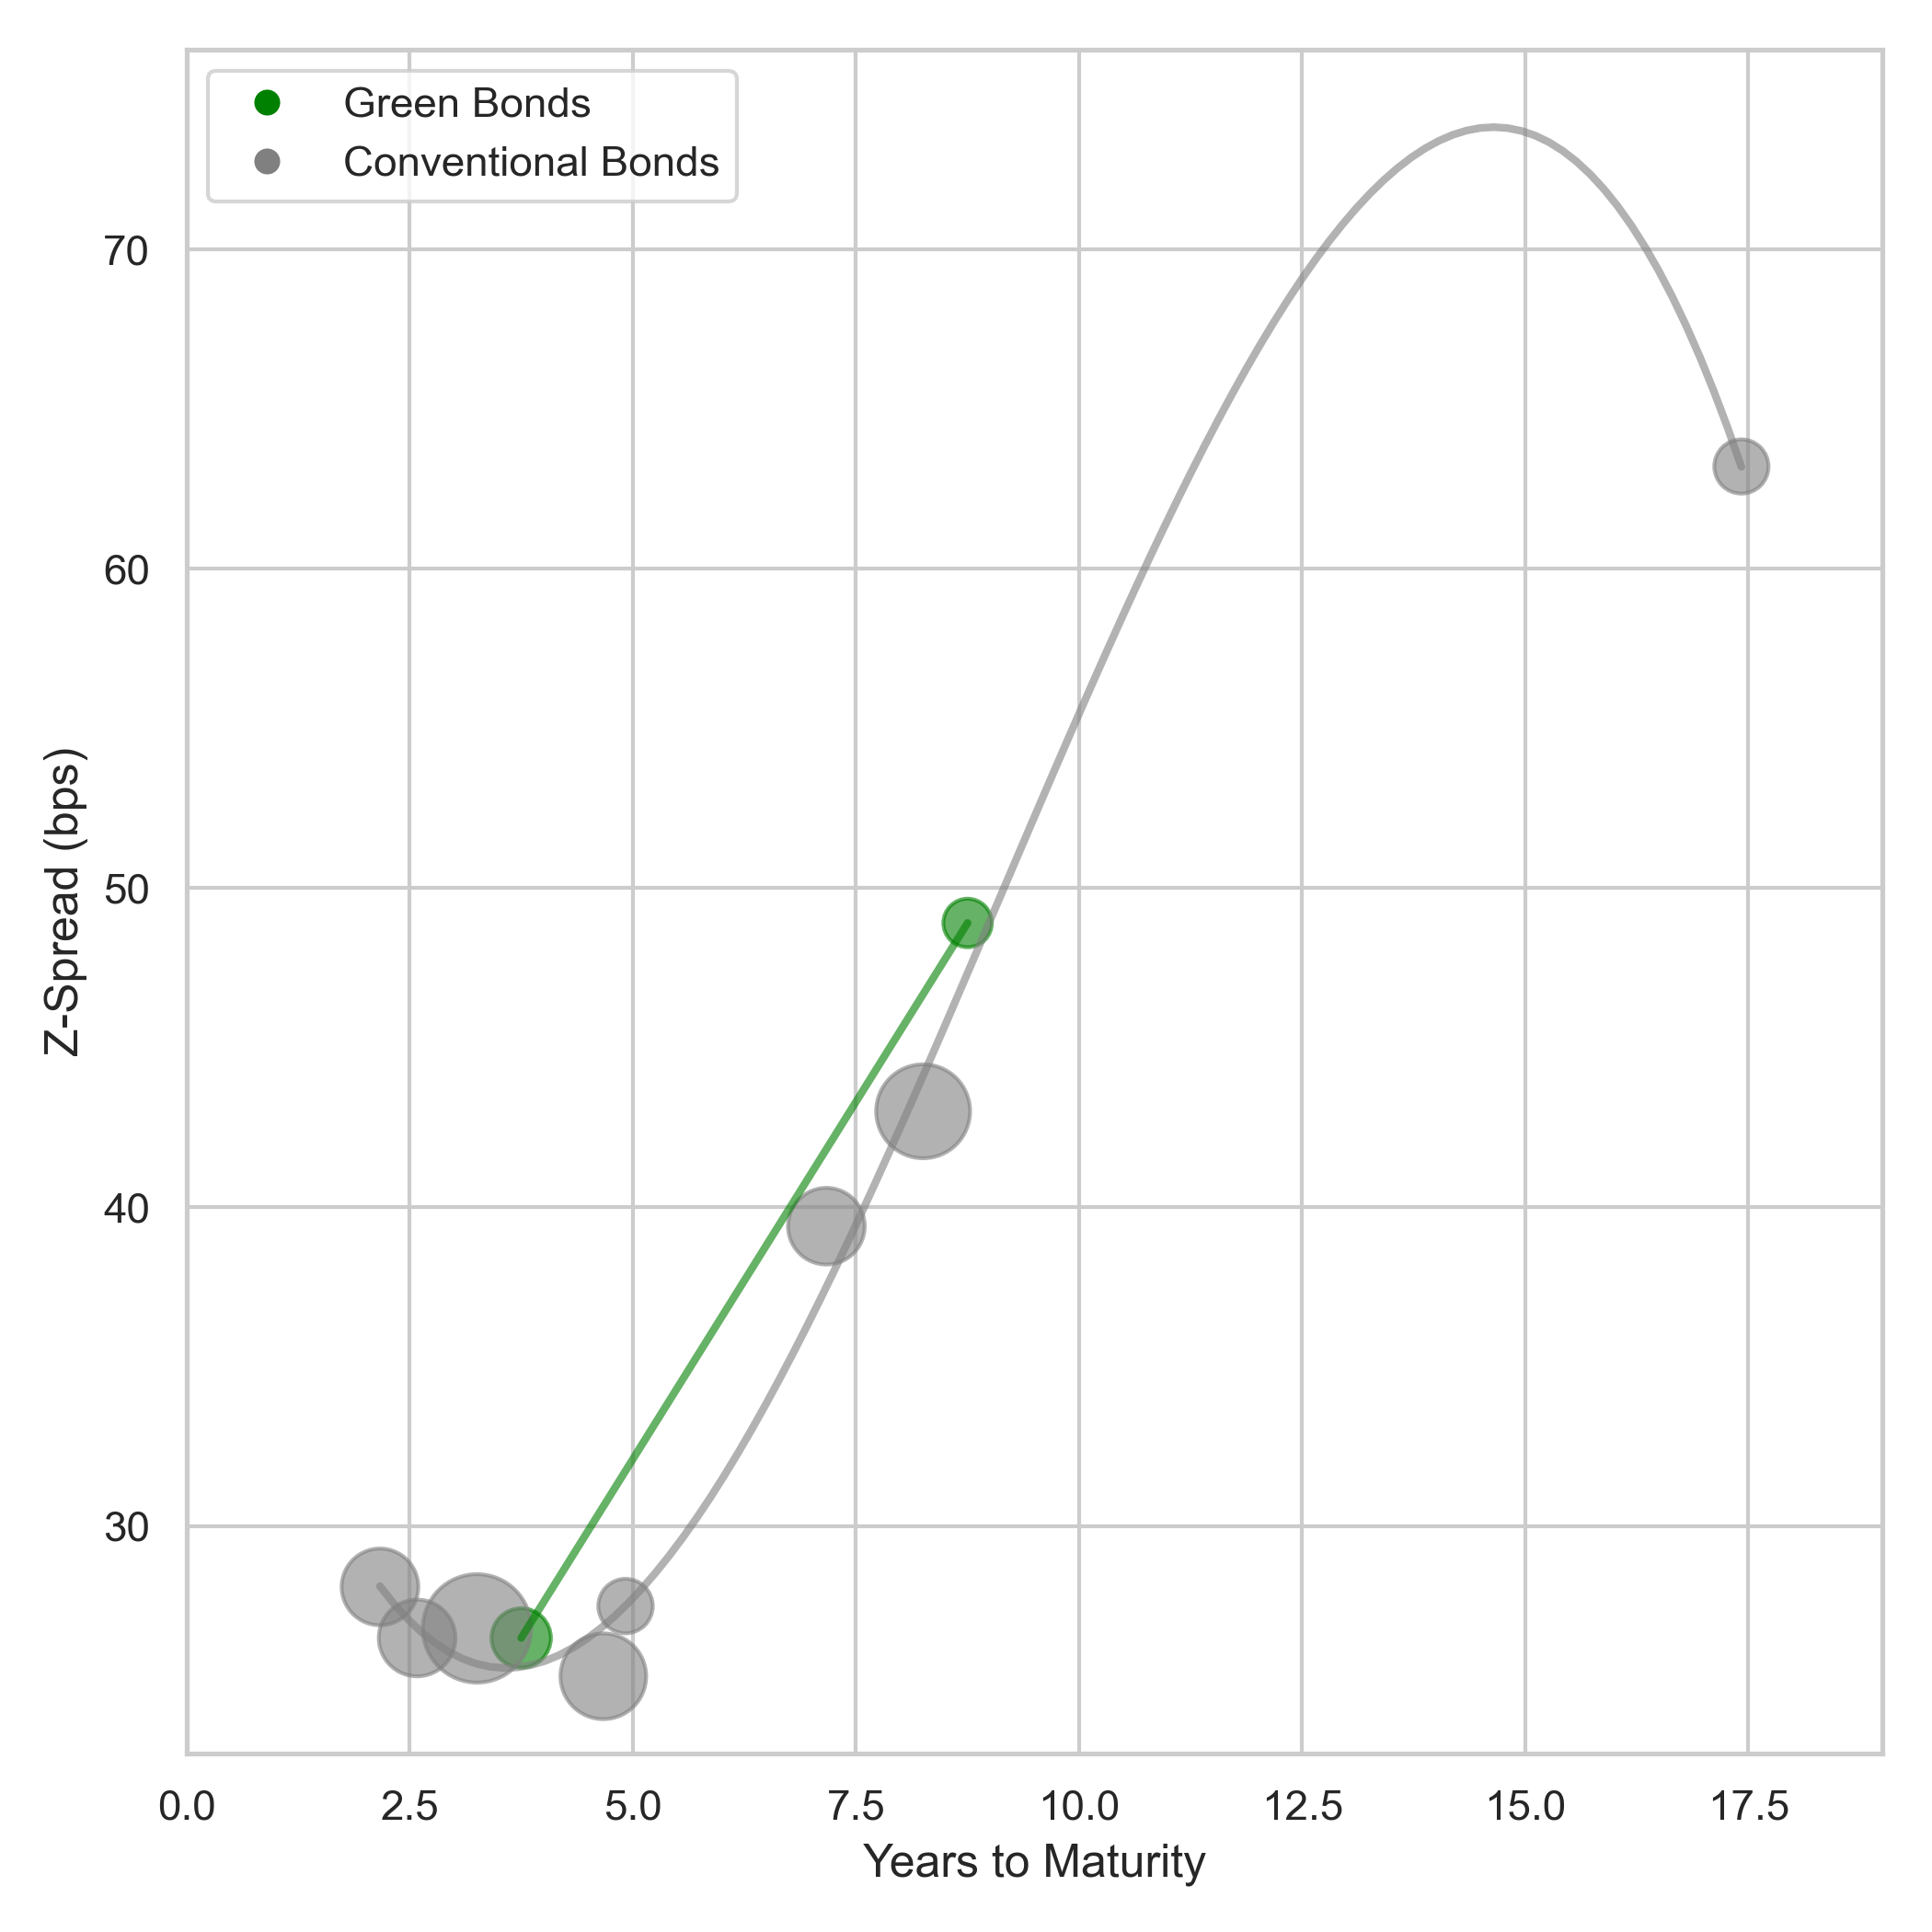 Green Bonds
Conventional Bonds
70
60
50
40
30
Z-Spread (bps)
0.0 2.5 5.0 7.5 10.0 12.5 15.0 17.5
Years to Maturity